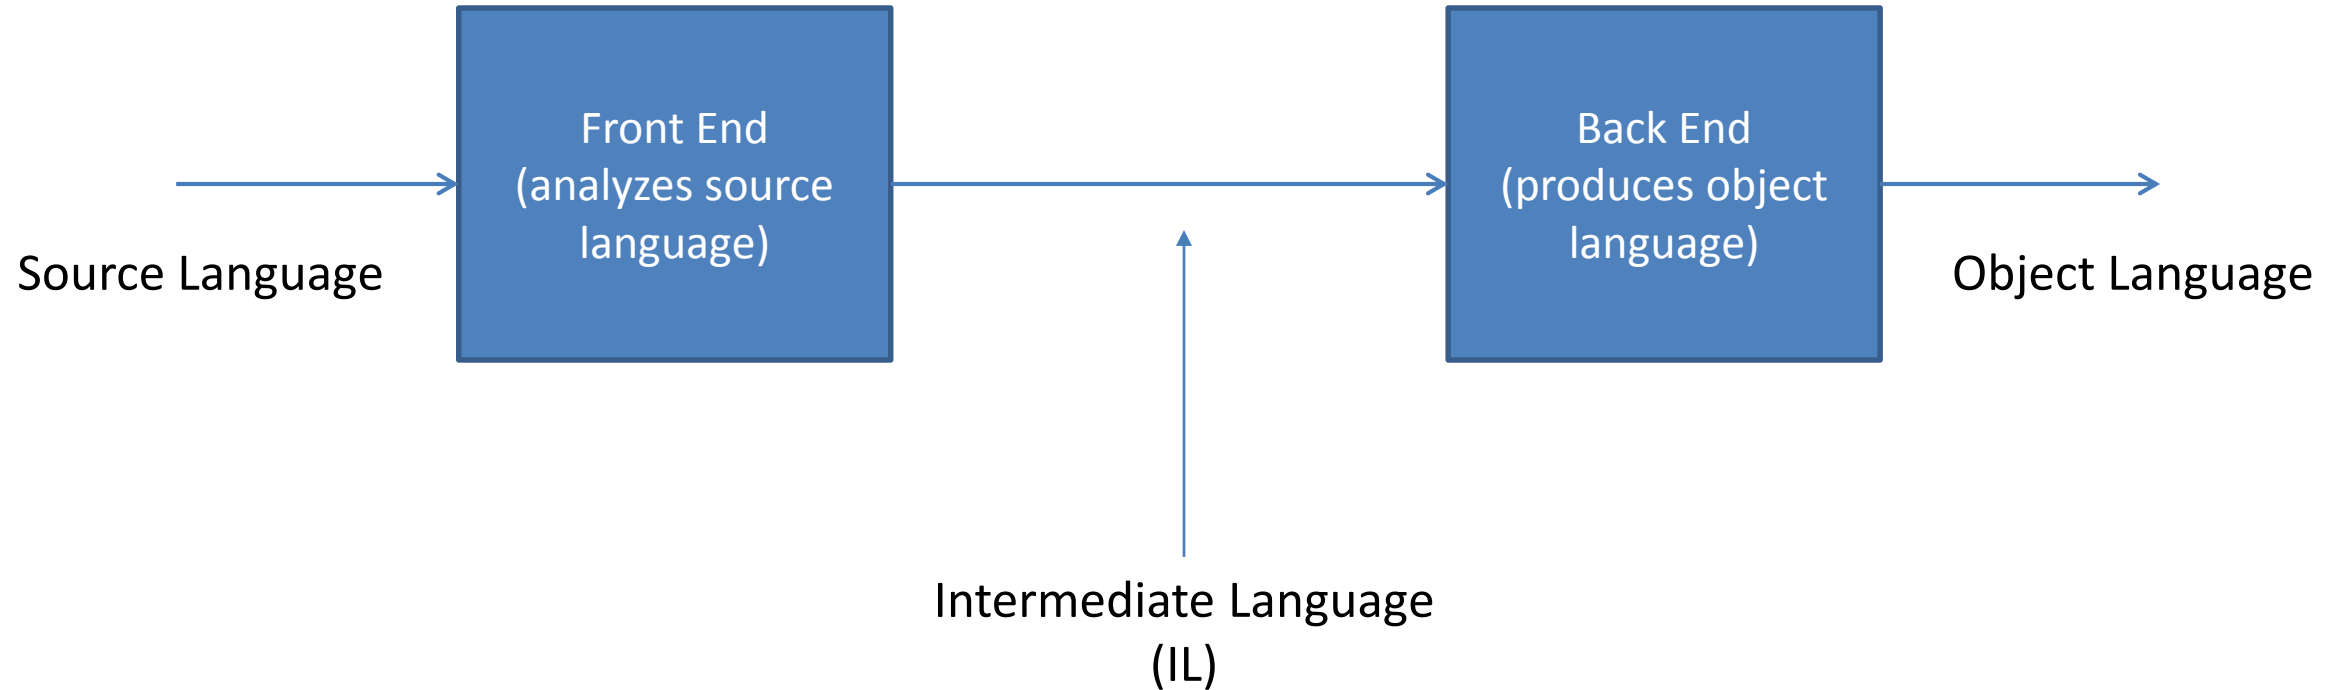 Front End
(analyzes source
language)
Back End
(produces object
language)
Source Language
Object Language
Intermediate Language
(IL)